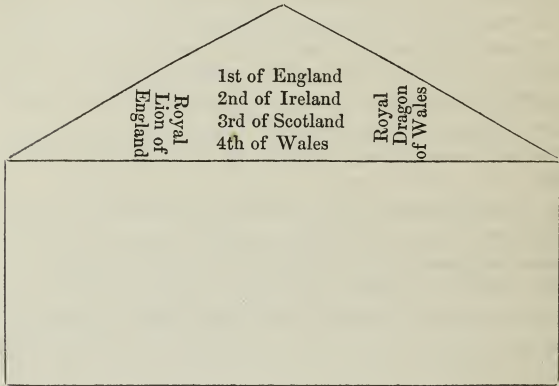 Royal
Lion of
England
1st of England
2nd of Ireland
3rd of Scotland
4th of Wales
Royal
Dragon
of Wales